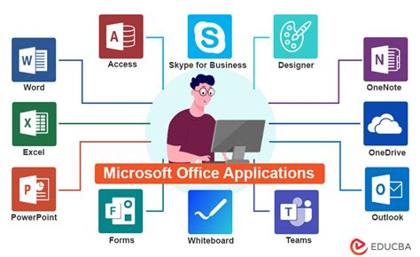 Access
Skype for Business
Designer
Word
OneNote
Excel
OneDrive
Microsoft Office Applications
PowerPoint
Outlook
Forms
Whiteboard
Teams
EDUCBA